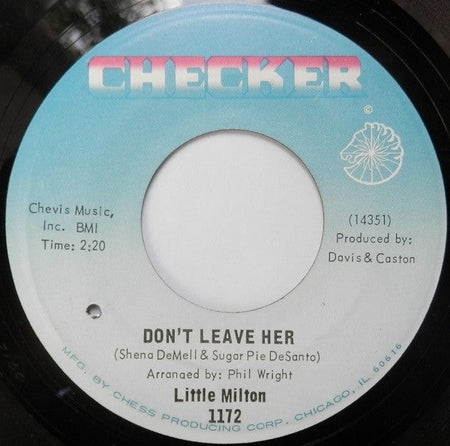 CHECKER
©
Chevis Music,
Inc. BMI
Time: 2:20
(14351)
Produced by:
Davis & Caston
DON'T LEAVE HER
(Shena DeMell & Sugar Pie DeSanto)
Arranged by: Phil Wright
Little Milton
1172
MFG. BY CHESS PRODUCING CORP. CHICAGO, IL. 60616